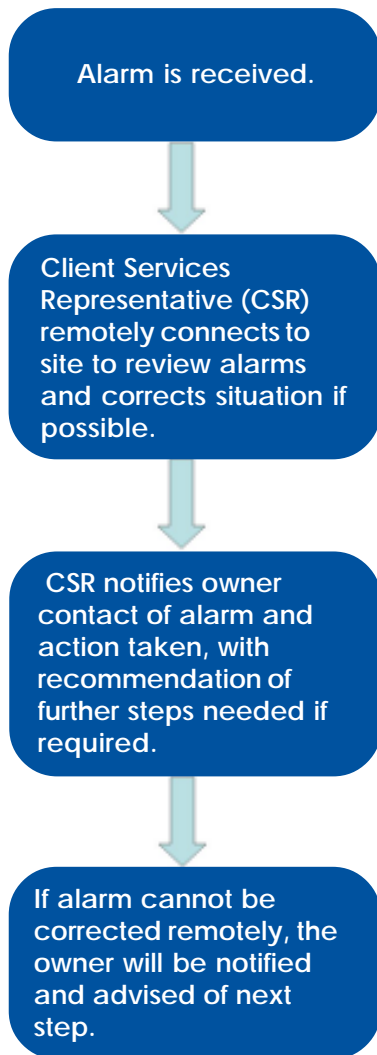 Alarm is received.
Client Services
Representative (CSR)
remotely connects to
site to review alarms
and corrects situation if
possible.
CSR notifies owner
contact of alarm and
action taken, with
recommendation of
further steps needed if
required.
If alarm cannot be
corrected remotely, the
owner will be notified
and advised of next
step.